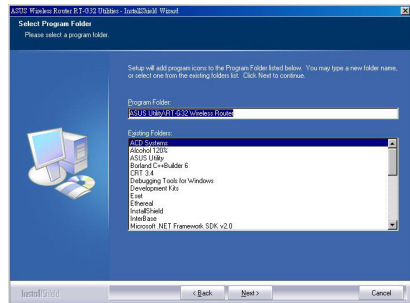 ASUS Wireless Router RT-G32 Utilities - InstallShield Wizard
Select Program Folder
Please select a program folder.
Setup will add program icons to the Program Folder listed below. You may type a new folder name,
or select one from the existing folders list. Click Next to continue.
Program Folder:
ASUS Utility\RT-G32 Wireless Router
Existing Folders:
ACD Systems
Alcohol 120%
ASUS Utility
Borland C++Builder 6
CRT 3.4
Debugging Tools for Windows
Development Kits
Eset
Ethereal
InstallShield
InterBase
Microsoft .NET Framework SDK v2.0
InstallShield
< Back
Next >
Cancel